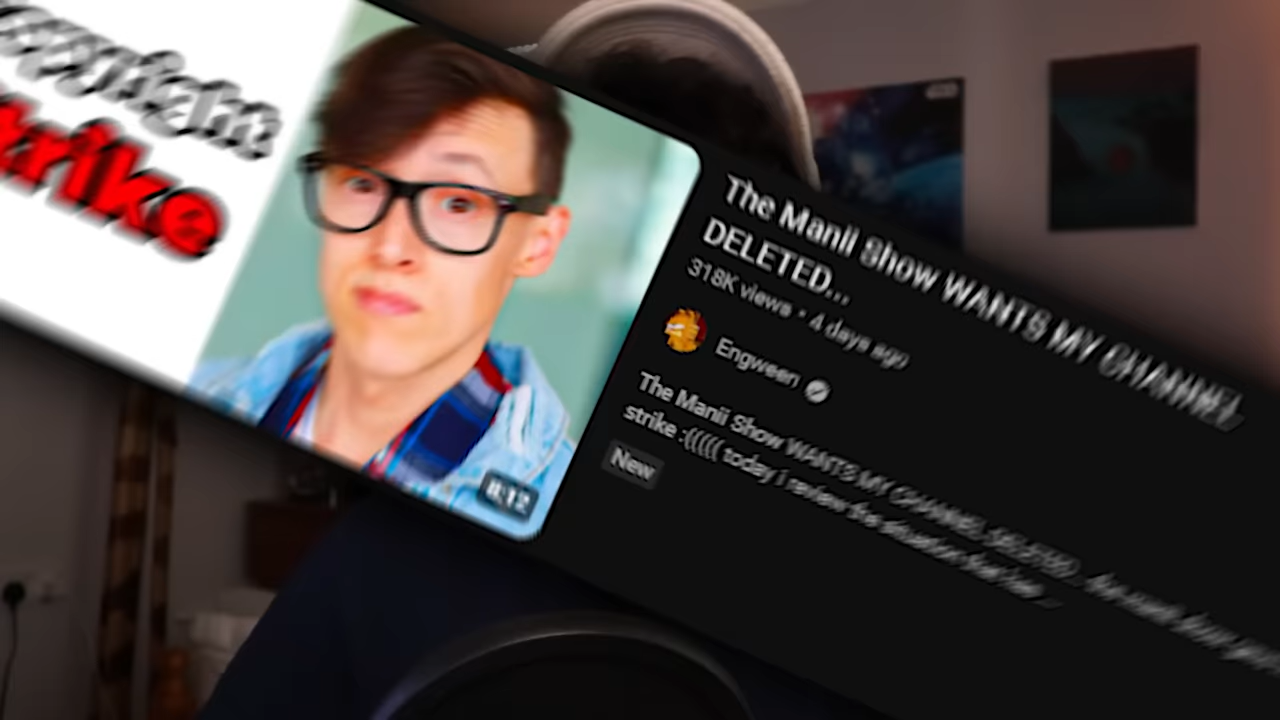 Copyright
Strike
8:12
The Manii Show WANTS MY CHANNEL
DELETED...
318K views • 4 days ago
Engween
The Manii Show WANTS MY CHANNEL DELETED...
strike :((((( today i review the situation
New